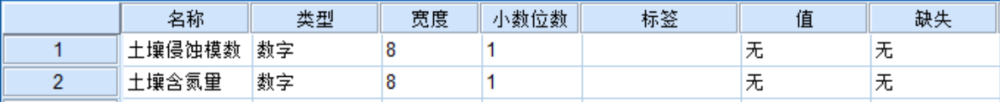 名称 类型 宽度 小数位数 标签 值 缺失
1 土壤侵蚀模数 数字 8 1 无 无
2 土壤含氮量 数字 8 1 无 无